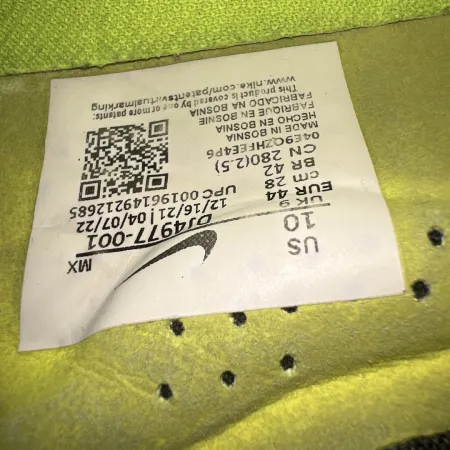 US
10
UK 9
EUR 44
cm 28
BR 42
CN 280(2.5)
04E9QZHFEE4P6
MADE IN BOSNIA
HECHO EN BOSNIA
FABRIQUÉ EN BOSNIE
FABRICADO NA BOSNIA
This product is covered by one or more patents:
www.nike.com/patentsvirtualmarking
MX
DJ4977-001
12/16/21 | 04/07/22
UPC 00196149212685